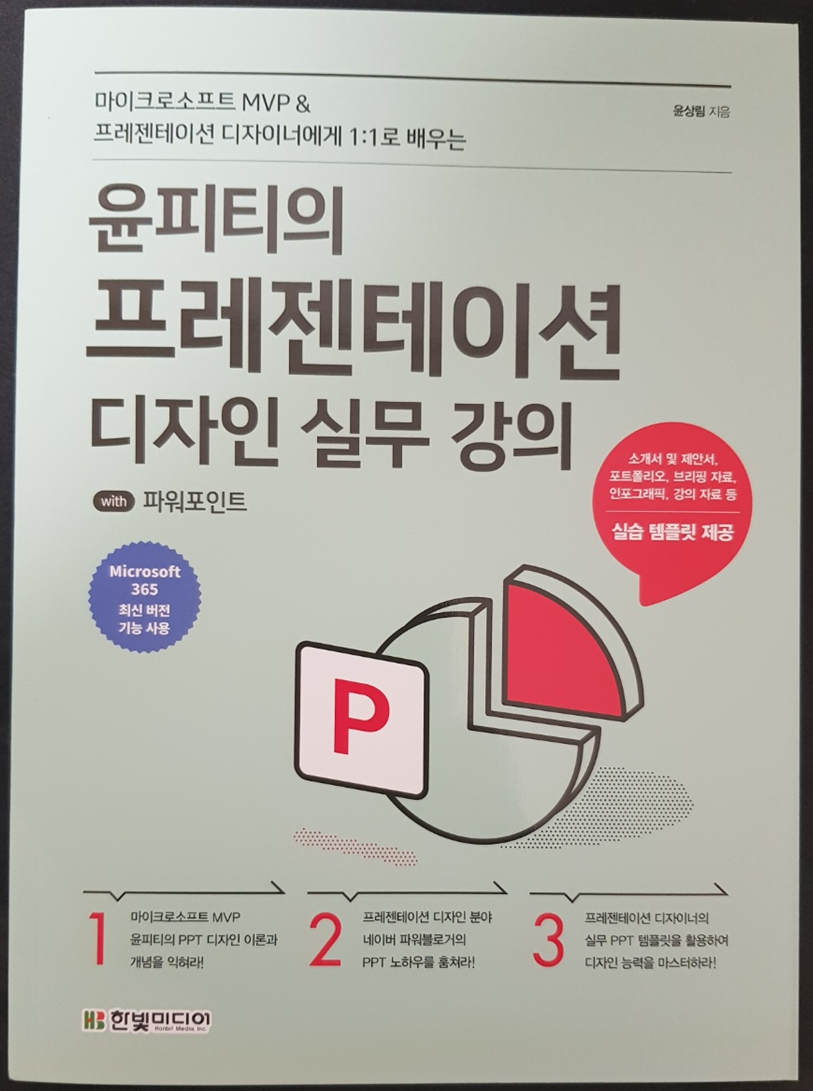 마이크로소프트 MVP &
프레젠테이션 디자이너에게 1:1로 배우는
윤상림 지음
윤피티의
프레젠테이션
디자인 실무 강의
with 파워포인트
소개서 및 제안서,
포트폴리오, 브리핑 자료,
인포그래픽, 강의 자료 등
실습 템플릿 제공
Microsoft
365
최신 버전
기능 사용
P
1
마이크로소프트 MVP
윤피티의 PPT 디자인 이론과
개념을 익혀라!
2
프레젠테이션 디자인 분야
네이버 파워블로거의
PPT 노하우를 훔쳐라!
3
프레젠테이션 디자이너의
실무 PPT 템플릿을 활용하여
디자인 능력을 마스터하라!
HB 한빛미디어
Hanbit Media Inc.